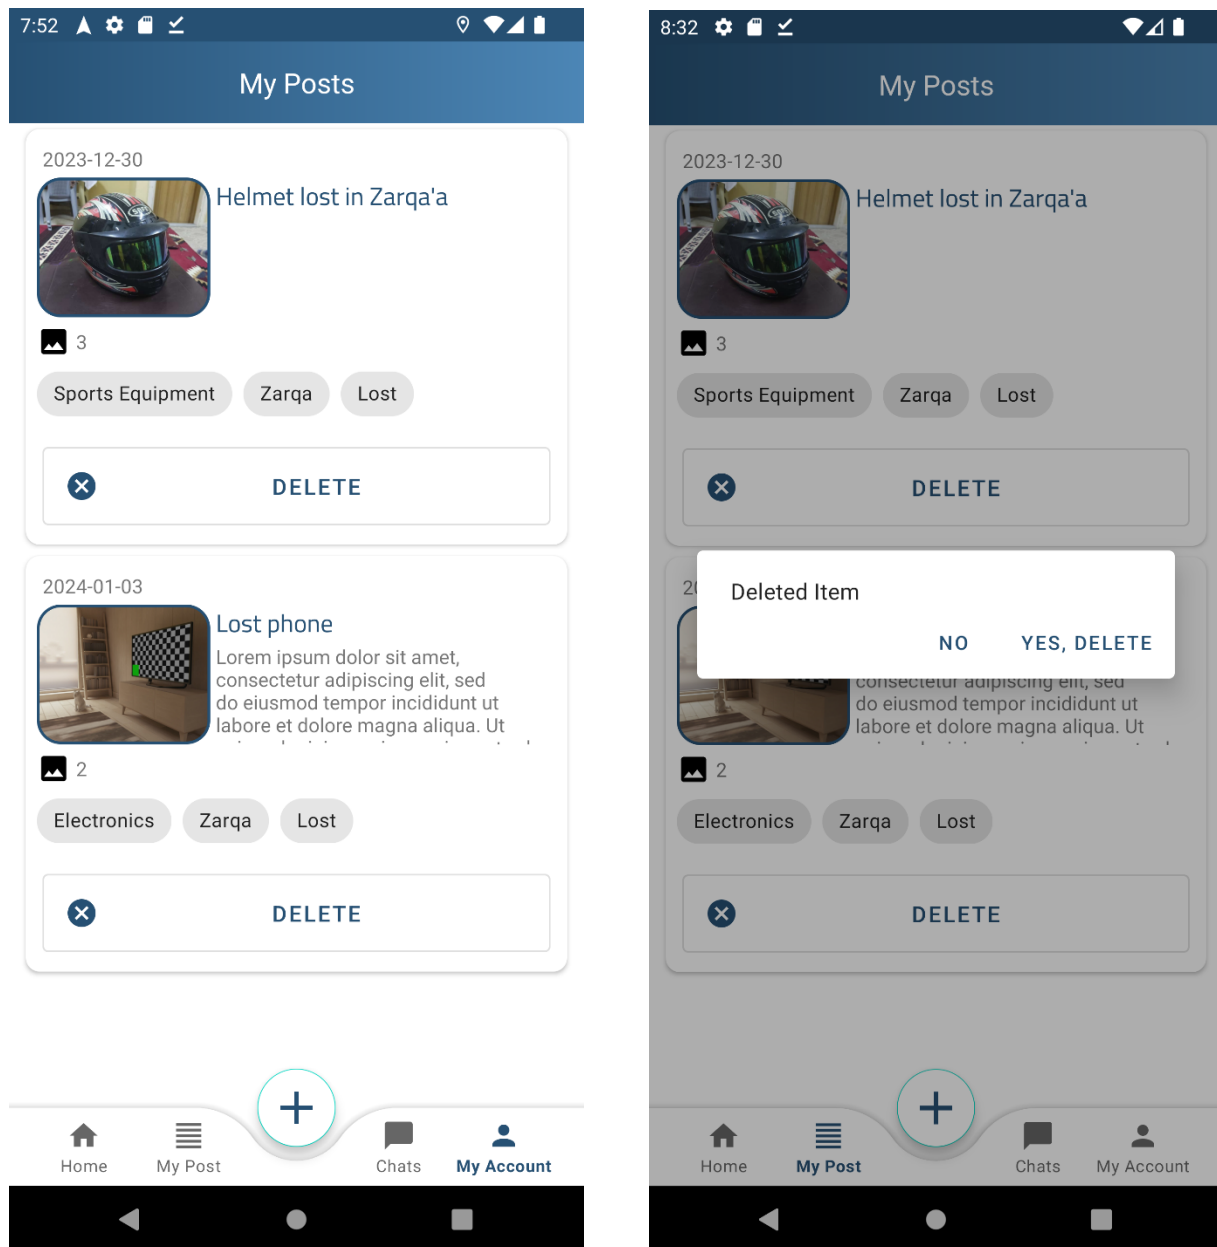 7:52
My Posts
2023-12-30
Helmet lost in Zarqa'a
3
Sports Equipment Zarqa Lost
DELETE
2024-01-03
Lost phone
Lorem ipsum dolor sit amet,
consectetur adipiscing elit, sed
do eiusmod tempor incididunt ut
labore et dolore magna aliqua. Ut
2
Electronics Zarqa Lost
DELETE
Home My Post Chats My Account
8:32
My Posts
2023-12-30
Helmet lost in Zarqa'a
3
Sports Equipment Zarqa Lost
DELETE
Deleted Item
NO YES, DELETE
consectetur adipiscing elit, sed
do eiusmod tempor incididunt ut
labore et dolore magna aliqua. Ut
2
Electronics Zarqa Lost
DELETE
Home My Post Chats My Account